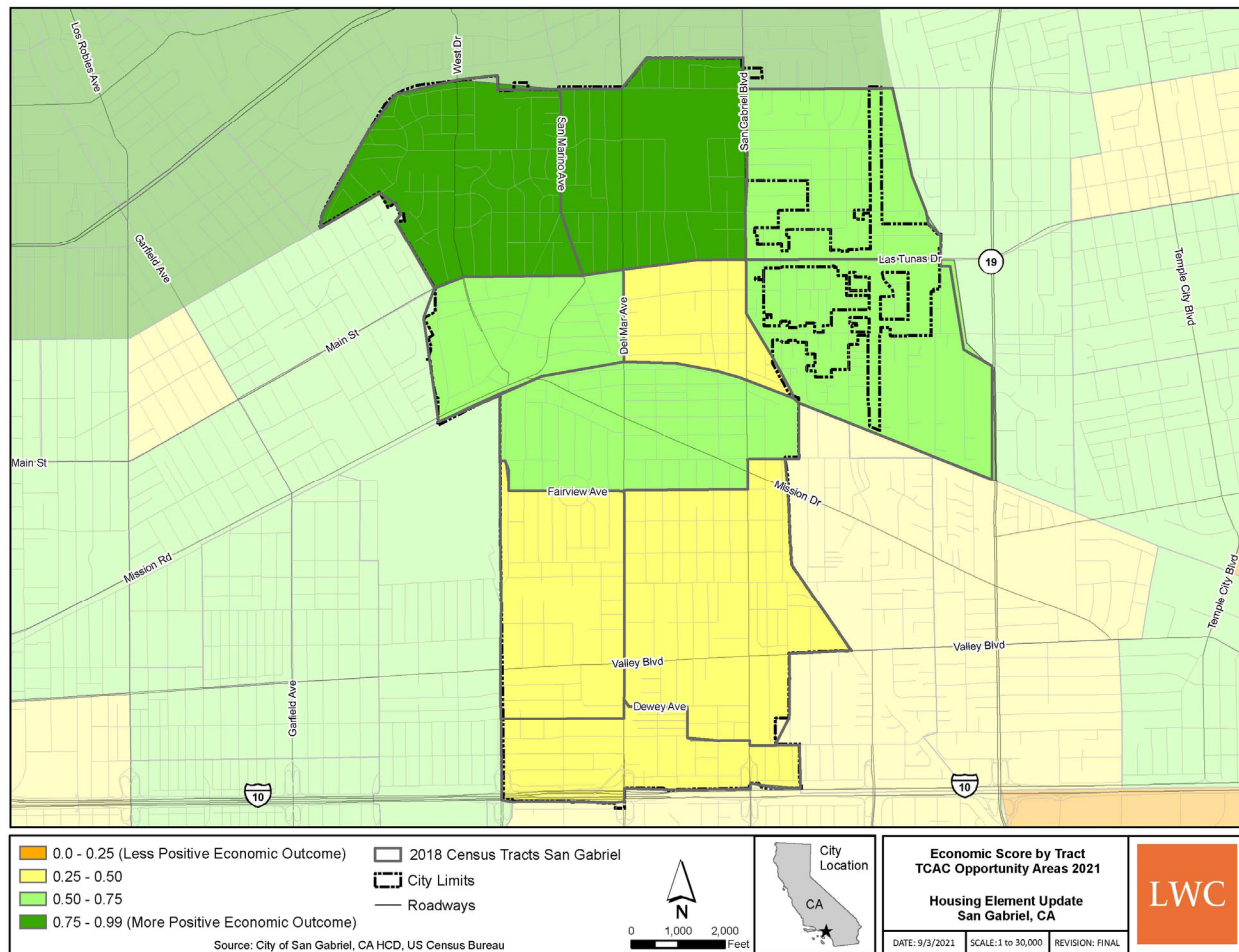 Los Robles Ave
West Dr
San Marino Ave
San Gabriel Blvd
Garfield Ave
Las Tunas Dr
19
Temple City Blvd
Main St
Del Mar Ave
Main St
Fairview Ave
Mission Dr
Mission Rd
Temple City Blvd
Valley Blvd
Valley Blvd
Garfield Ave
Dewey Ave
10
10
0.0 - 0.25 (Less Positive Economic Outcome)
0.25 - 0.50
0.50 - 0.75
0.75 - 0.99 (More Positive Economic Outcome)
2018 Census Tracts San Gabriel
City Limits
Roadways
Source: City of San Gabriel, CA HCD, US Census Bureau
N
0 1,000 2,000
Feet
City
Location
CA
Economic Score by Tract
TCAC Opportunity Areas 2021
Housing Element Update
San Gabriel, CA
DATE: 9/3/2021
SCALE:1 to 30,000
REVISION: FINAL
LWC